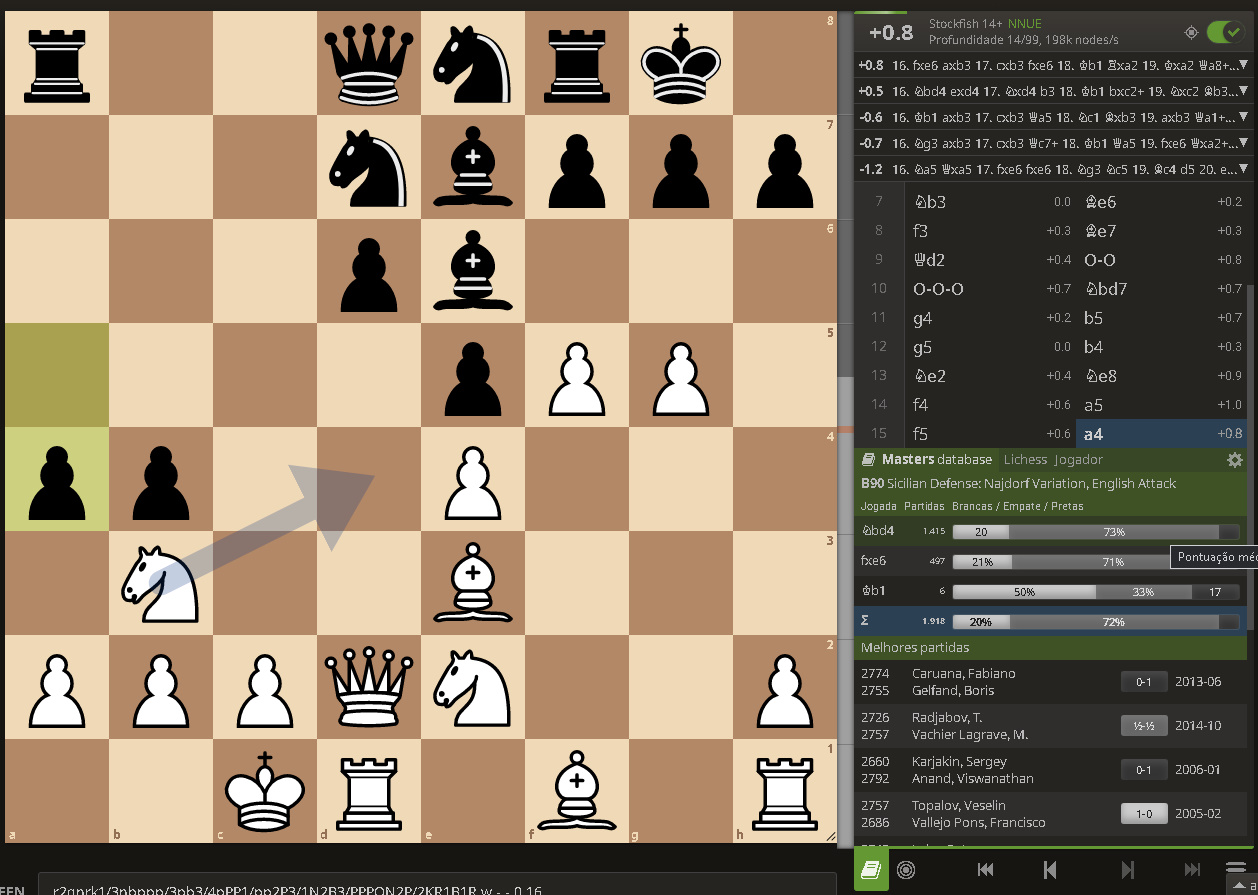 8
7
6
5
4
3
2
1
a b c d e f g h
+0.8 Stockfish 14+ NNUE
Profundidade 14/99, 198k nodes/s
+0.8 16. fxe6 axb3 17. cxb3 fxe6 18. ♔b1 ♖xa2 19. ♔xa2 ♕a8+...▼
+0.5 16. ♘bd4 exd4 17. ♘xd4 b3 18. ♔b1 bxc2+ 19. ♘xc2 ♗b3...▼
-0.6 16. ♔b1 axb3 17. cxb3 ♕a5 18. ♘c1 ♗xb3 19. axb3 ♕a1+...▼
-0.7 16. ♘g3 axb3 17. cxb3 ♕c7+ 18. ♔b1 ♕a5 19. fxe6 ♕xa2+...▼
-1.2 16. ♘a5 ♕xa5 17. fxe6 fxe6 18. ♘g3 ♘c5 19. ♗c4 d5 20. e...▼
7 ♘b3 0.0 ♗e6 +0.2
8 f3 +0.3 ♗e7 +0.3
9 ♕d2 +0.4 O-O +0.8
10 O-O-O +0.7 ♘bd7 +0.7
11 g4 +0.2 b5 +0.7
12 g5 0.0 b4 +0.3
13 ♘e2 +0.4 ♘e8 +0.9
14 f4 +0.6 a5 +1.0
15 f5 +0.6 a4 +0.8
Masters database Lichess Jogador
B90 Sicilian Defense: Najdorf Variation, English Attack
Jogada Partidas Brancas / Empate / Pretas
♘bd4 1.415 20 73%
fxe6 497 21% 71%
Pontuação mé
♔b1 6 50% 33% 17
Σ 1.918 20% 72%
Melhores partidas
2774 Caruana, Fabiano
2755 Gelfand, Boris 0-1 2013-06
2726 Radjabov, T.
2757 Vachier Lagrave, M. ½-½ 2014-10
2660 Karjakin, Sergey
2792 Anand, Viswanathan 0-1 2006-01
2757 Topalov, Veselin
2686 Vallejo Pons, Francisco 1-0 2005-02
FEN r2qnrk1/3nbppp/3pb3/4pPP1/pp2P3/1N2B3/PPPQN2P/2KR1B1R w - - 0 16